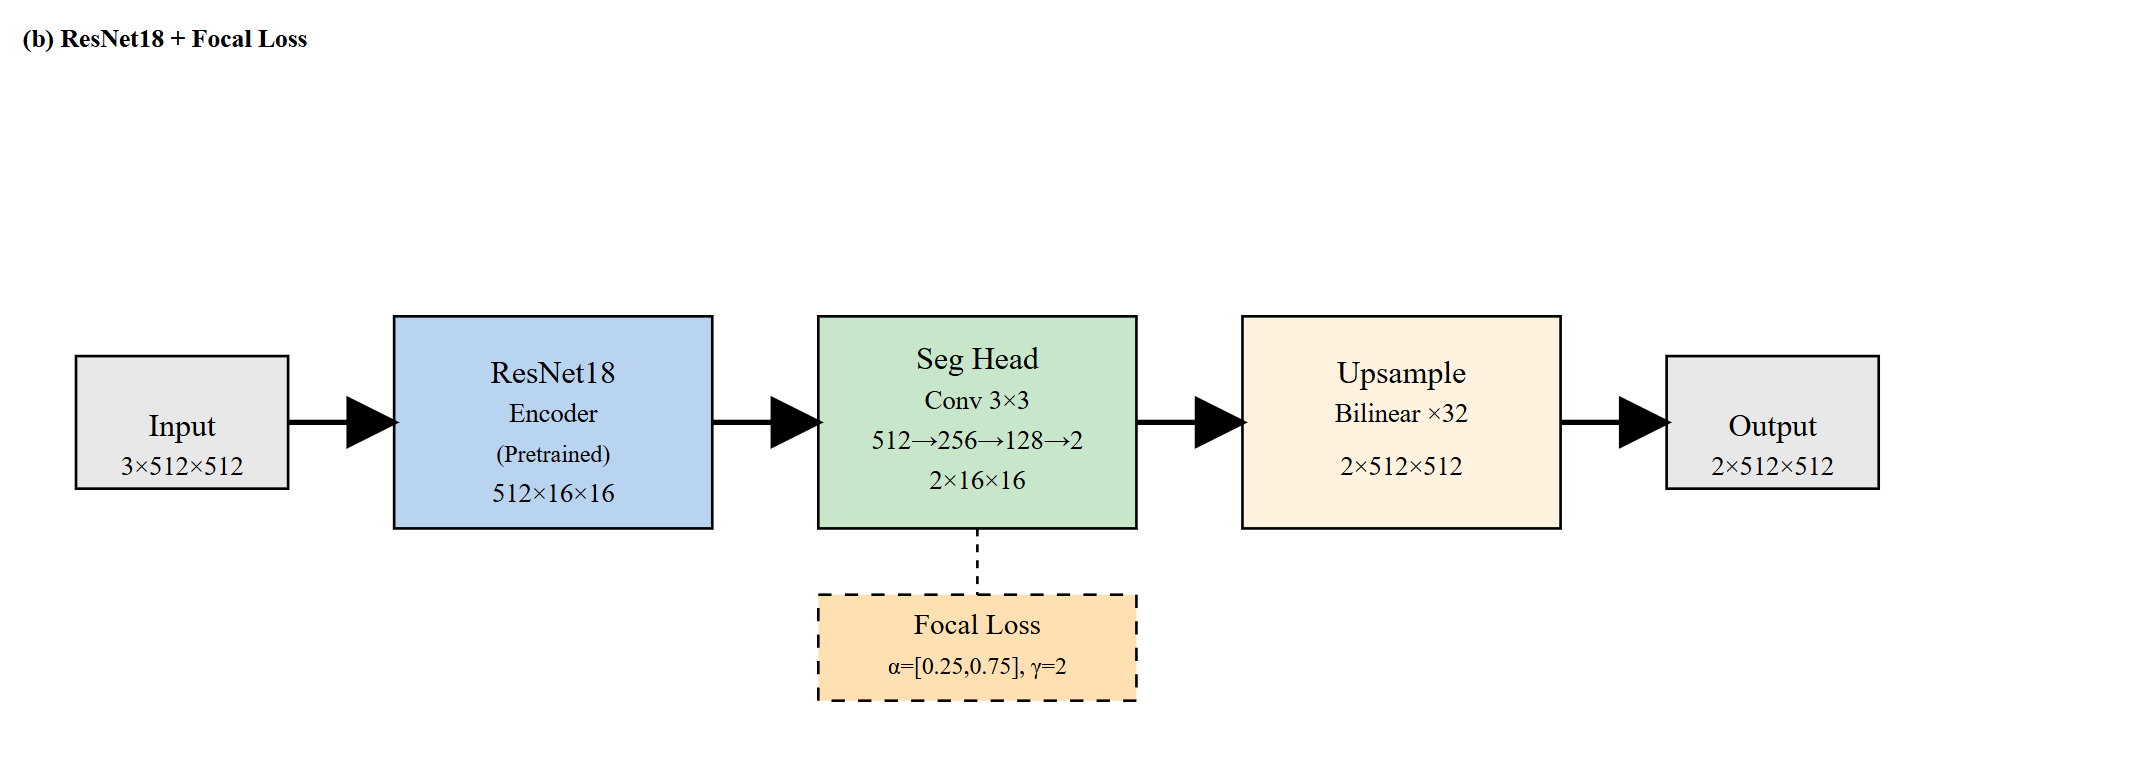 (b) ResNet18 + Focal Loss
Input
3×512×512
ResNet18
Encoder
(Pretrained)
512×16×16
Seg Head
Conv 3×3
512→256→128→2
2×16×16
Upsample
Bilinear ×32
2×512×512
Output
2×512×512
Focal Loss
α=[0.25,0.75], γ=2